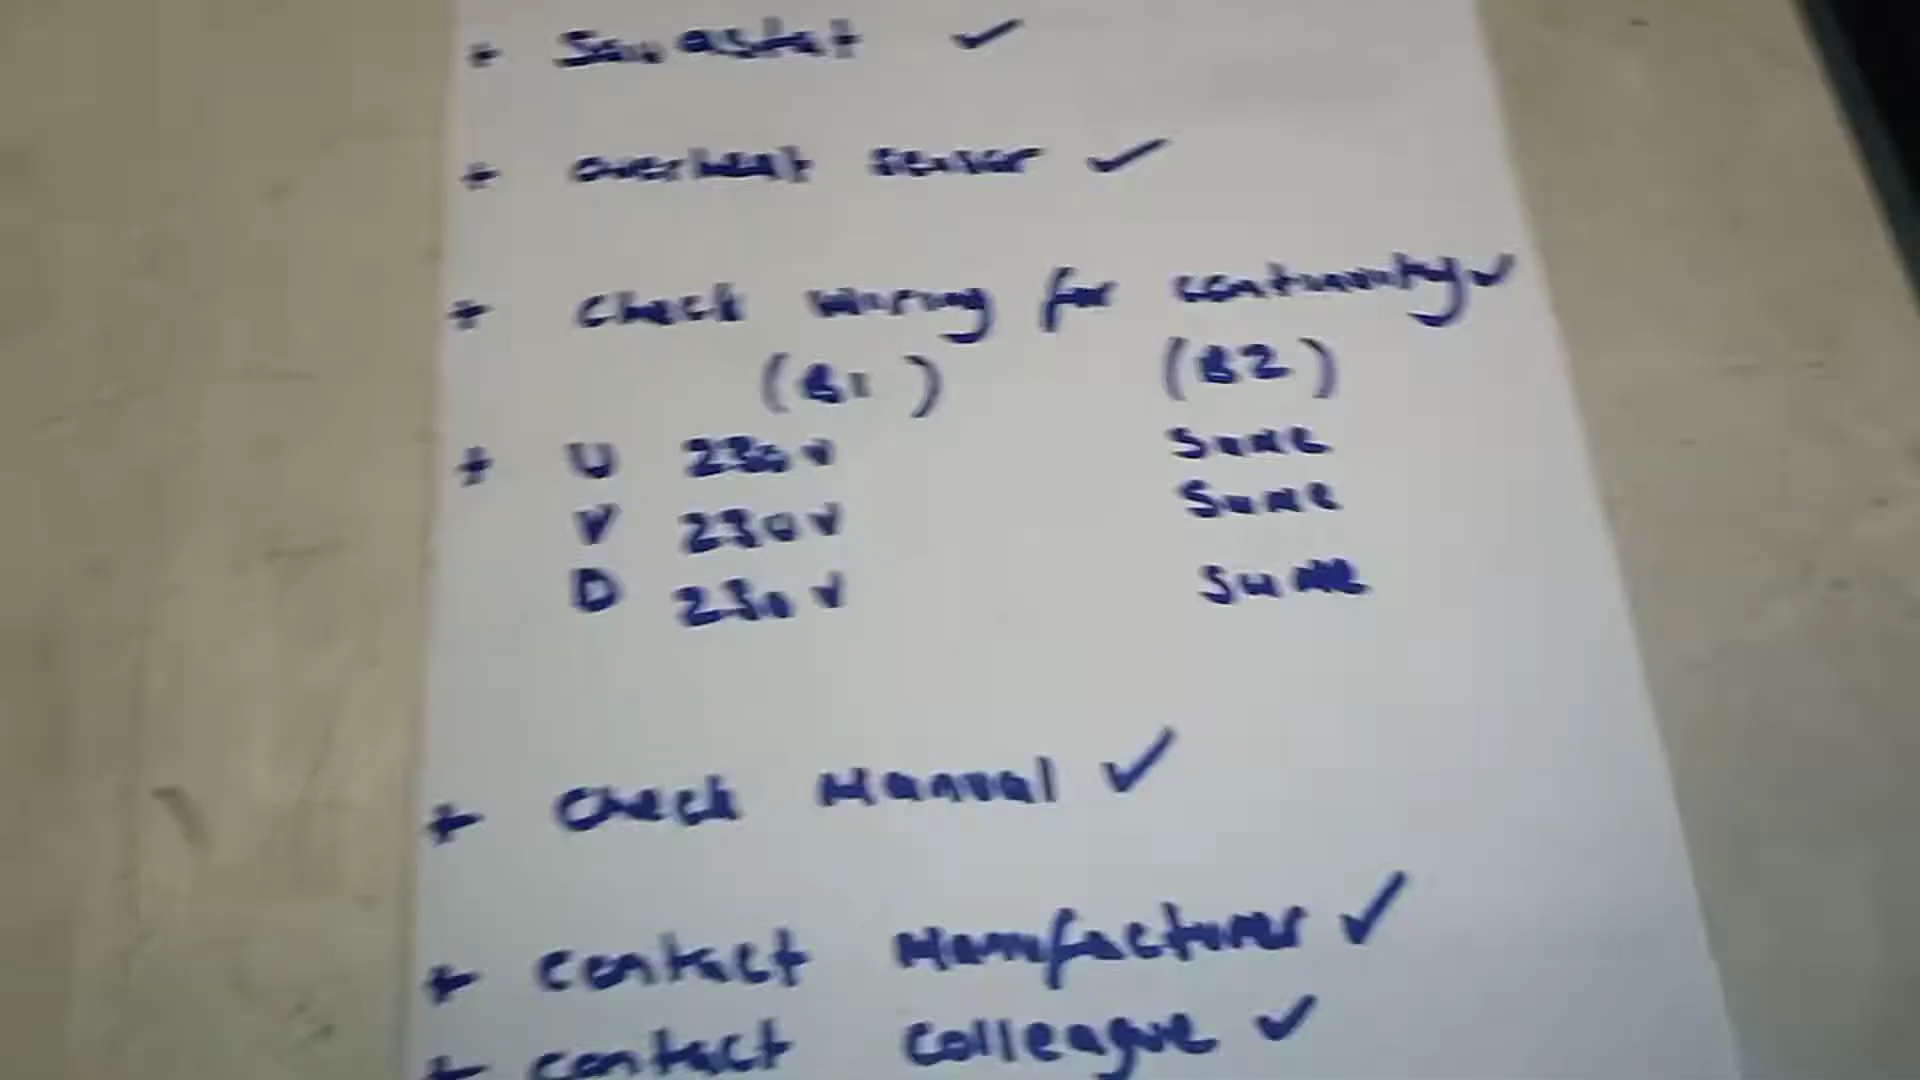 + overheat sensor ✓
+ Check wiring for continuity ✓
(B1) (B2)
+ U 230v Same
V 230v Same
D 230v Same
+ Check Manual ✓
+ Contact Manufacturer ✓
+ contact colleague ✓